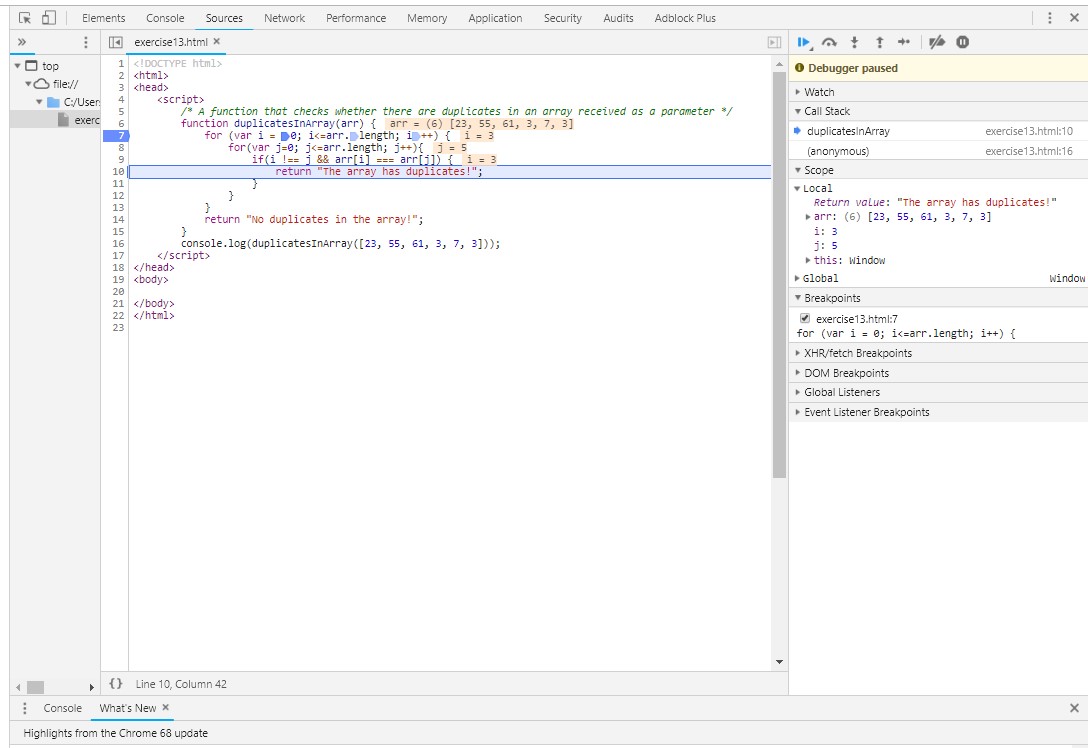 Elements Console Sources Network Performance Memory Application Security Audits Adblock Plus
exercise13.html
top
file://
C:/User:
exerc
1 <!DOCTYPE html>
2 <html>
3 <head>
4 <script>
5 /* A function that checks whether there are duplicates in an array received as a parameter */
6 function duplicatesInArray(arr) { arr = (6) [23, 55, 61, 3, 7, 3]
7 for (var i = 0; i<=arr.length; i++) { i = 3
8 for(var j=0; j<=arr.length; j++){ j = 5
9 if(i !== j && arr[i] === arr[j]) { i = 3
10 return "The array has duplicates!";
11 }
12 }
13 }
14 return "No duplicates in the array!";
15 }
16 console.log(duplicatesInArray([23, 55, 61, 3, 7, 3]));
17 </script>
18 </head>
19 <body>
20
21 </body>
22 </html>
23
{} Line 10, Column 42
Debugger paused
Watch
Call Stack
duplicatesInArray exercise13.html:10
(anonymous) exercise13.html:16
Scope
Local
Return value: "The array has duplicates!"
arr: (6) [23, 55, 61, 3, 7, 3]
i: 3
j: 5
this: Window
Global Window
Breakpoints
exercise13.html:7
for (var i = 0; i<=arr.length; i++) {
XHR/fetch Breakpoints
DOM Breakpoints
Global Listeners
Event Listener Breakpoints
Console What's New
Highlights from the Chrome 68 update